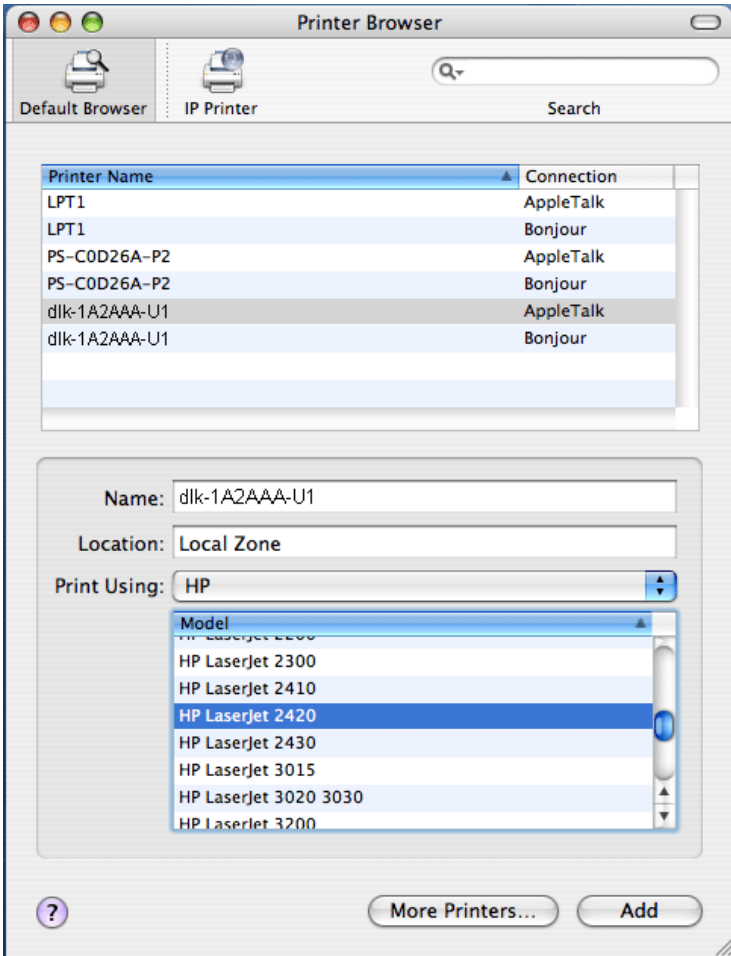 Printer Browser
Default Browser
IP Printer
Search
Printer Name Connection
LPT1 AppleTalk
LPT1 Bonjour
PS-C0D26A-P2 AppleTalk
PS-C0D26A-P2 Bonjour
dlk-1A2AAA-U1 AppleTalk
dlk-1A2AAA-U1 Bonjour
Name: dlk-1A2AAA-U1
Location: Local Zone
Print Using: HP
Model
HP LaserJet 2200
HP LaserJet 2300
HP LaserJet 2410
HP LaserJet 2420
HP LaserJet 2430
HP LaserJet 3015
HP LaserJet 3020 3030
HP LaserJet 3200
?
More Printers...
Add